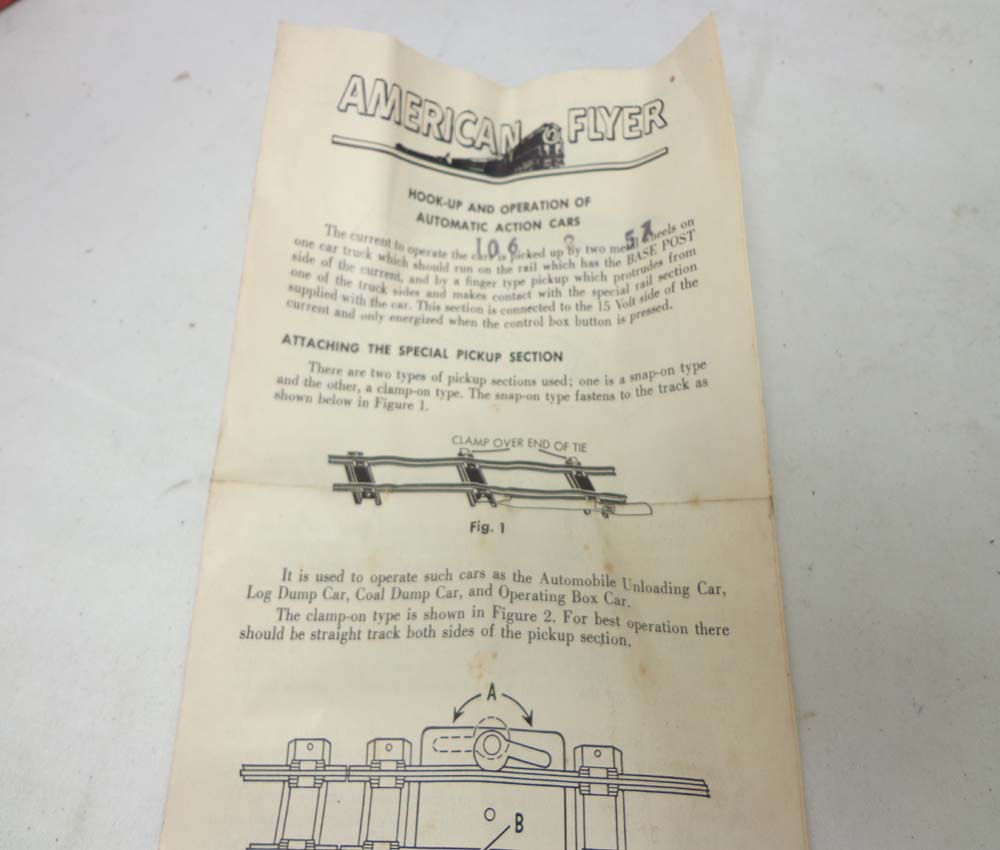 AMERICAN FLYER
HOOK-UP AND OPERATION OF
AUTOMATIC ACTION CARS
106 57
The current to operate the cars is picked up by two metal wheels on
one car truck which should run on the rail which has the BASE POST
side of the current, and by a finger type pickup which protrudes from
one of the truck sides and makes contact with the special rail section
supplied with the car. This section is connected to the 15 Volt side of the
current and only energized when the control box button is pressed.
ATTACHING THE SPECIAL PICKUP SECTION
There are two types of pickup sections used; one is a snap-on type
and the other, a clamp-on type. The snap-on type fastens to the track as
shown below in Figure 1.
CLAMP OVER END OF TIE
Fig. 1
It is used to operate such cars as the Automobile Unloading Car,
Log Dump Car, Coal Dump Car, and Operating Box Car.
The clamp-on type is shown in Figure 2. For best operation there
should be straight track both sides of the pickup section.
A
B